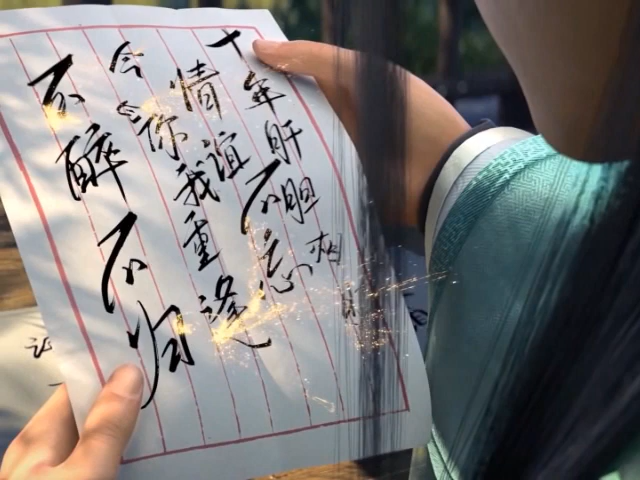 十年肝胆
情谊不忘
今你我重逢
不醉不归